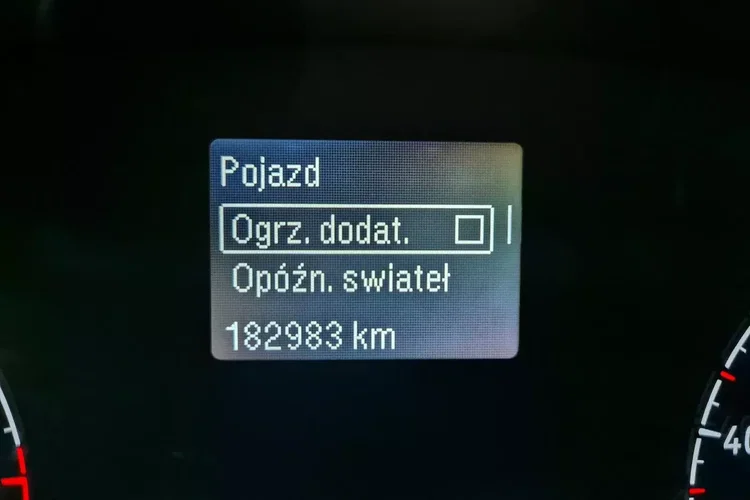 Pojazd
Ogrz. dodat.
Opóźn. swiateł
182983 km
40